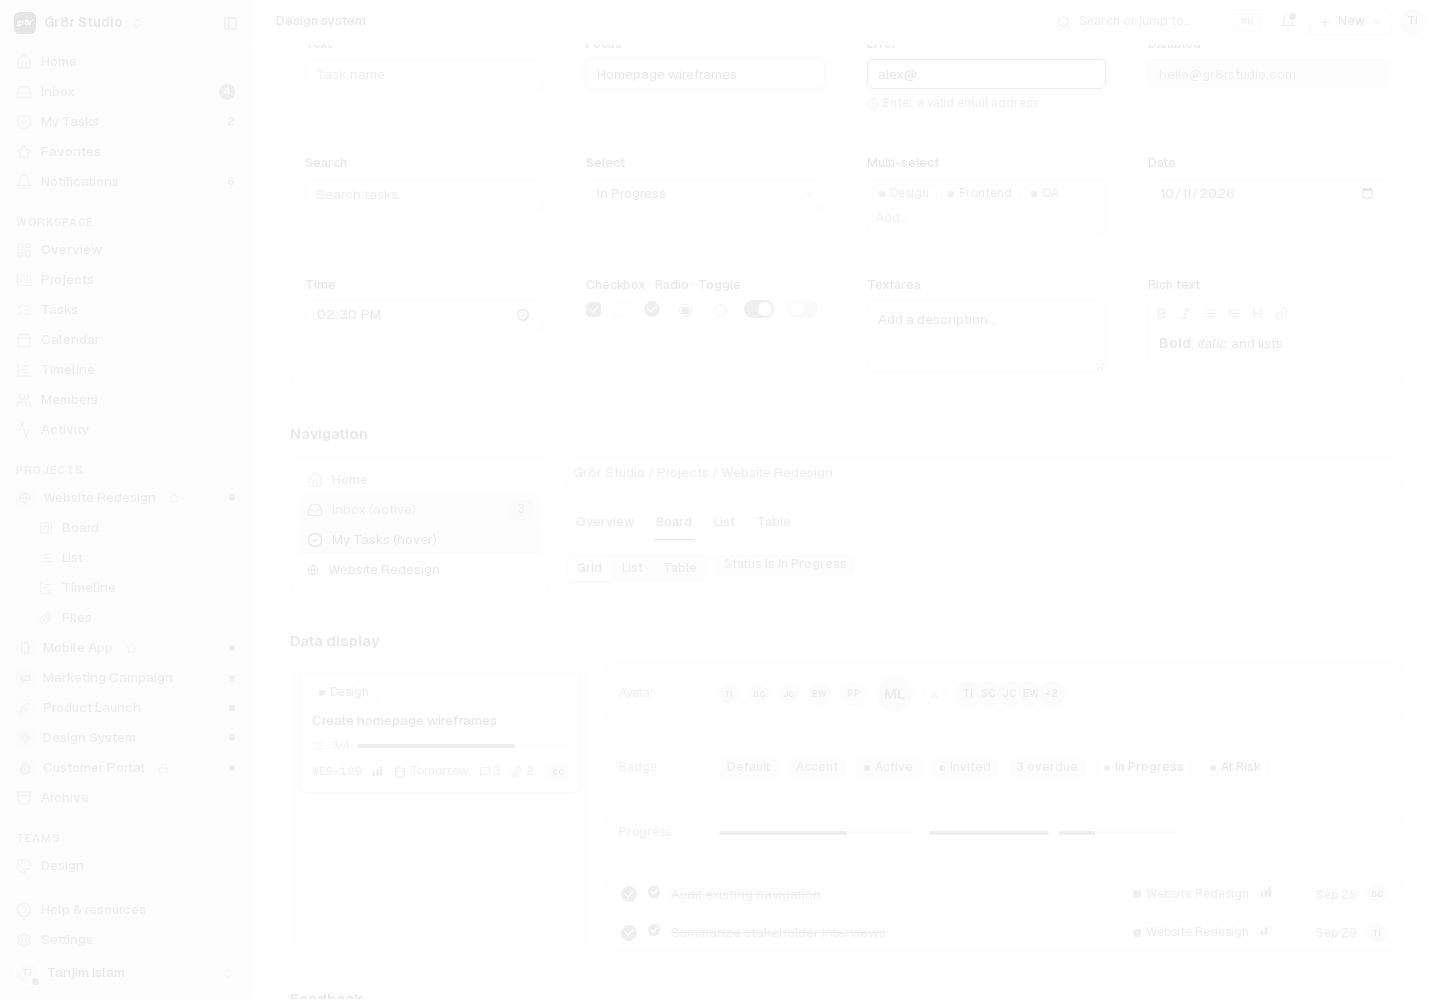 Gr8r Studio
Home
Inbox 4
My Tasks 2
Favorites
Notifications 6
WORKSPACE
Overview
Projects
Tasks
Calendar
Timeline
Members
Activity
PROJECTS
Website Redesign
Board
List
Timeline
Files
Mobile App
Marketing Campaign
Product Launch
Design System
Customer Portal
Archive
TEAMS
Design
Help & resources
Settings
TI Tanjim Islam
Design system
Search or jump to... ⌘K
New
TI
Text Focus Error Disabled
Task name Homepage wireframes alex@ hello@gr8rstudio.com
Enter a valid email address
Search Select Multi-select Date
Search tasks In Progress Design Frontend QA 10/11/2026
Add..
Time Checkbox · Radio · Toggle Textarea Rich text
02:30 PM Add a description... B I H
Bold, italic, and lists.
Navigation
Home
Inbox (active) 3
My Tasks (hover)
Website Redesign
Gr8r Studio / Projects / Website Redesign
Overview Board List Table
Grid List Table Status is In Progress
Data display
Design
Create homepage wireframes
3/4
WEB-109 Tomorrow 3 2 SC
Avatar TI SC JC EW PP ML TI SC JC EW +2
Badge Default Accent Active Invited 3 overdue In Progress At Risk
Progress
Audit existing navigation Website Redesign Sep 26 SC
Summarize stakeholder interviews Website Redesign Sep 29 TI
Feedback